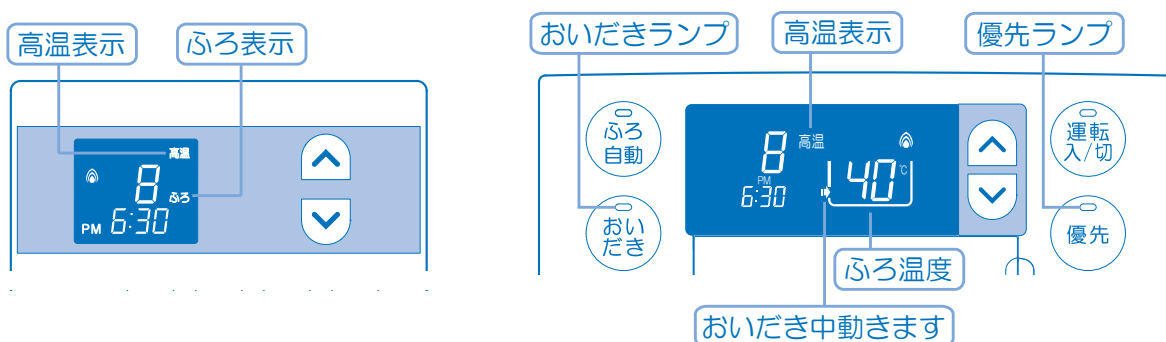 高温表示
ふろ表示
高温
8
ふろ
PM 6:30
おいだきランプ
高温表示
優先ランプ
ふろ
自動
8
高温
PM
6:30
40℃
運転
入/切
おい
だき
優先
ふろ温度
おいだき中動きます